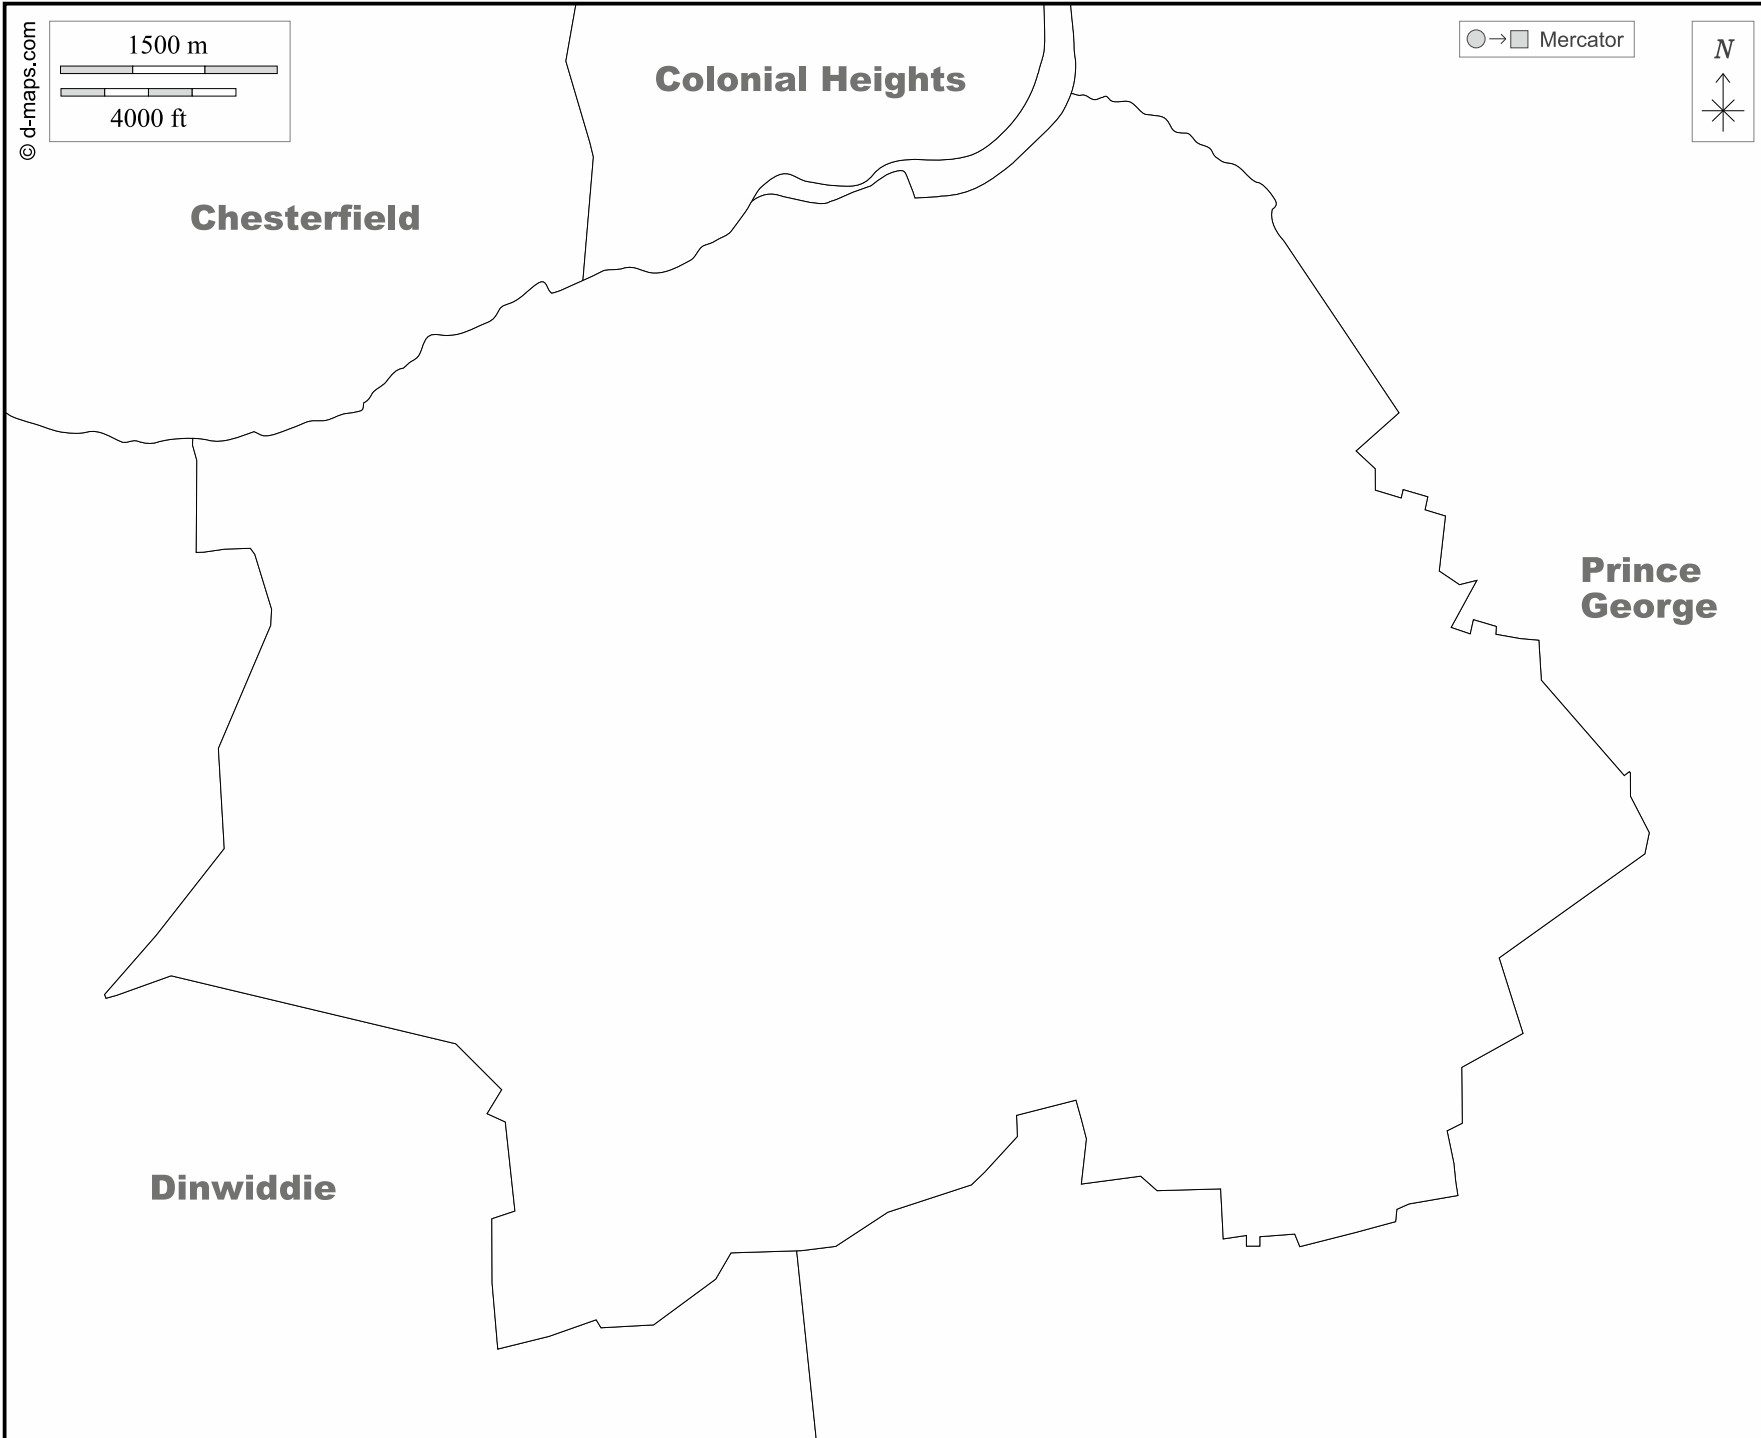 © d-maps.com
1500 m
4000 ft
Colonial Heights
Mercator
N
Chesterfield
Prince
George
Dinwiddie